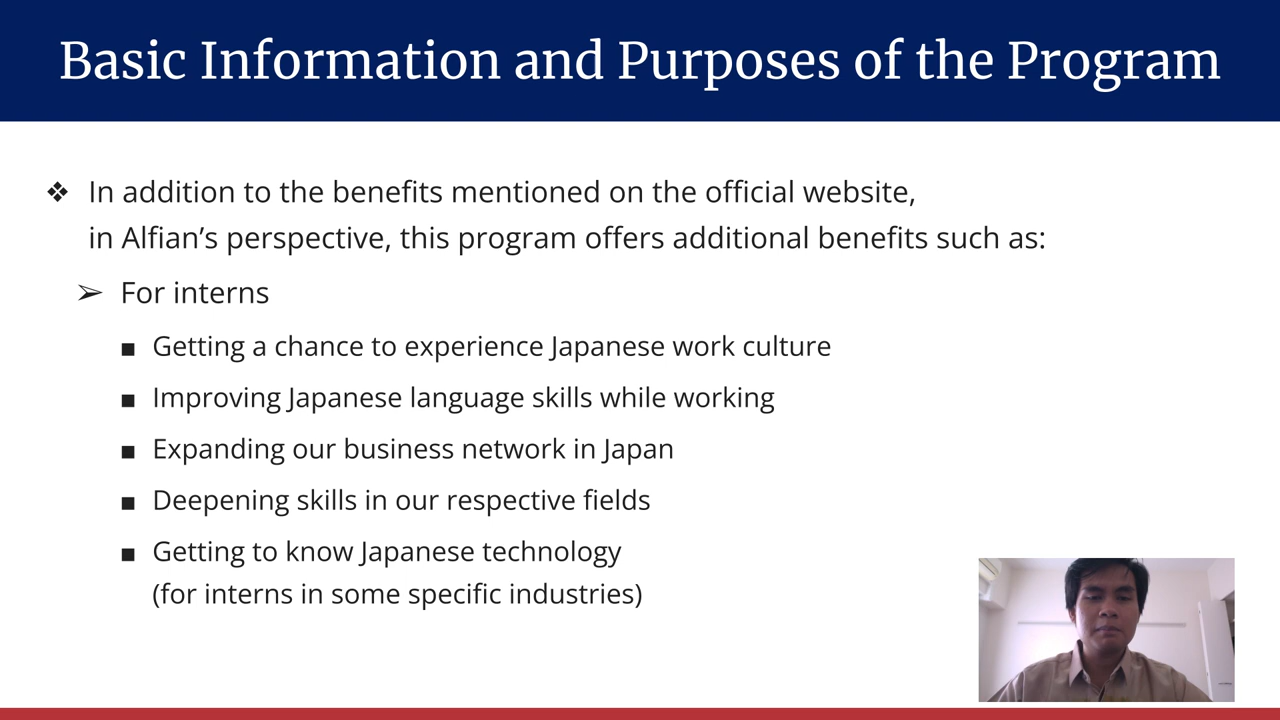 Basic Information and Purposes of the Program
❖ In addition to the benefits mentioned on the official website,
in Alfian’s perspective, this program offers additional benefits such as:
➢ For interns
■ Getting a chance to experience Japanese work culture
■ Improving Japanese language skills while working
■ Expanding our business network in Japan
■ Deepening skills in our respective fields
■ Getting to know Japanese technology
(for interns in some specific industries)